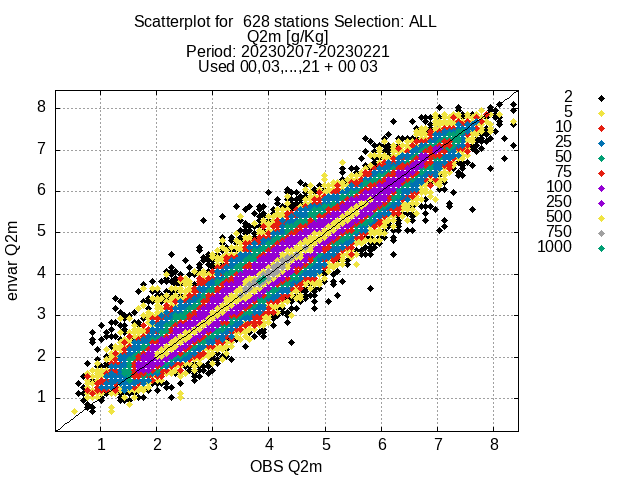 Scatterplot for  628 stations Selection: ALL
Q2m [g/Kg]
Period: 20230207-20230221
Used 00,03,...,21 + 00 03
2
5
10
25
50
75
100
250
500
750
1000
8
7
6
5
4
3
2
1
envar Q2m
1 2 3 4 5 6 7 8
OBS Q2m